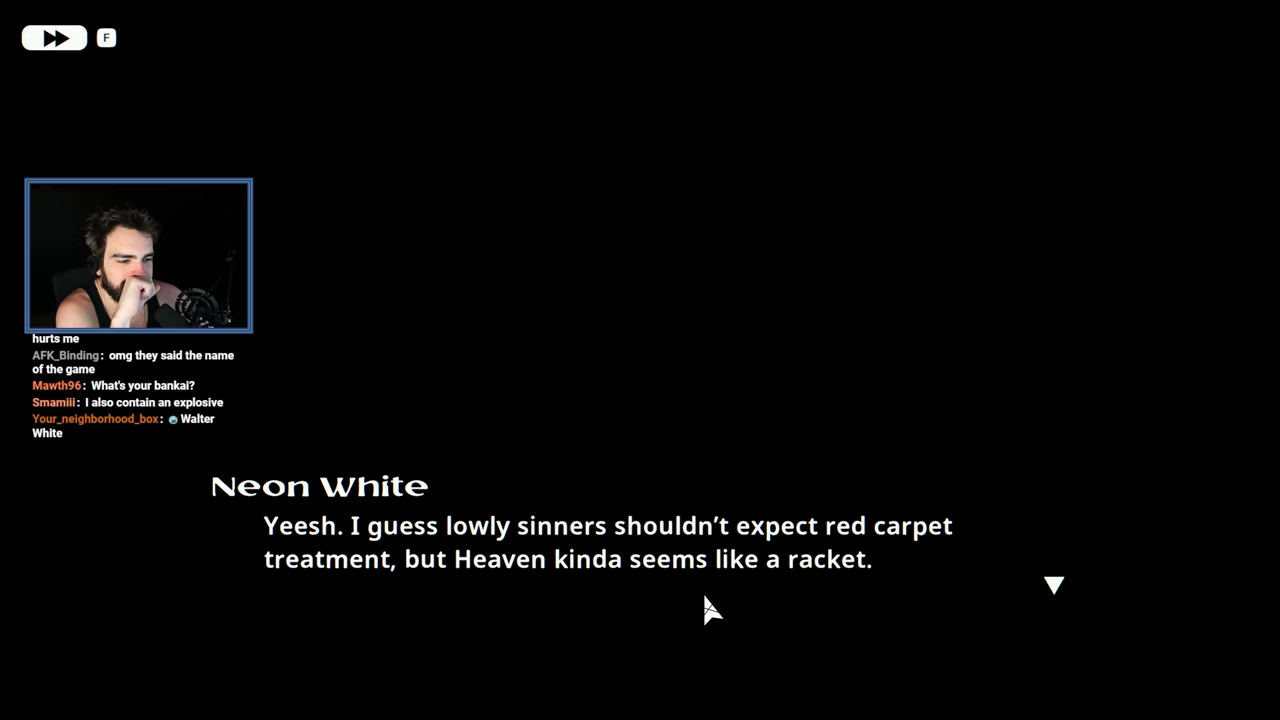 F
hurts me
AFK_Binding: omg they said the name
of the game
Mawth96: What's your bankai?
Smamiii: I also contain an explosive
Your_neighborhood_box: Walter
White
Neon White
Yeesh. I guess lowly sinners shouldn’t expect red carpet
treatment, but Heaven kinda seems like a racket.